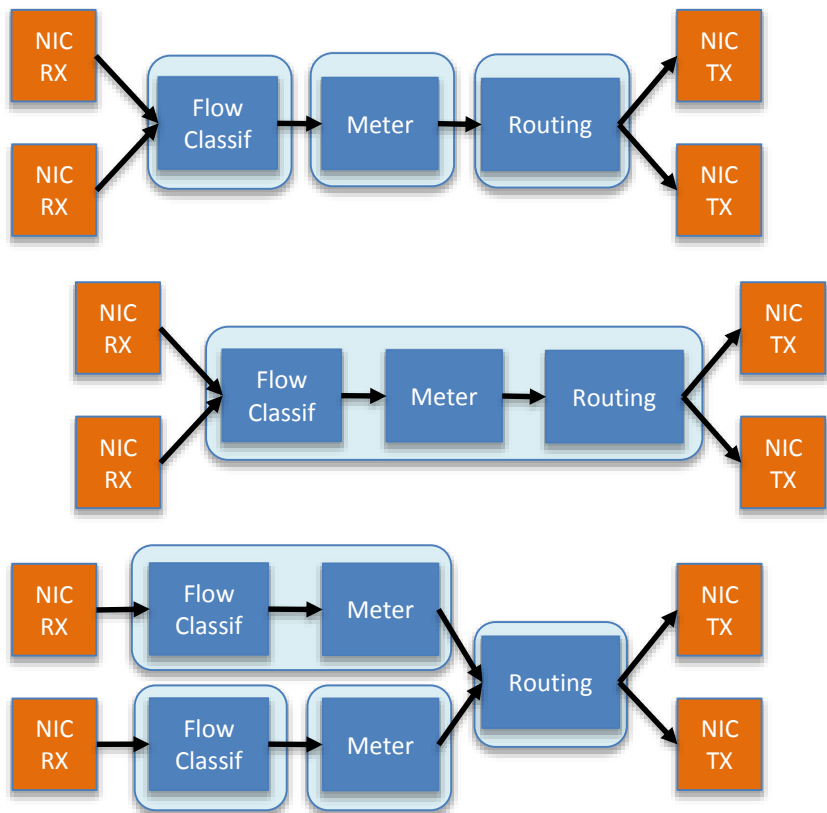 NIC
RX
NIC
RX
Flow
Classif
Meter
Routing
NIC
TX
NIC
TX
NIC
RX
NIC
RX
Flow
Classif
Meter
Routing
NIC
TX
NIC
TX
NIC
RX
Flow
Classif
Meter
NIC
RX
Flow
Classif
Meter
Routing
NIC
TX
NIC
TX